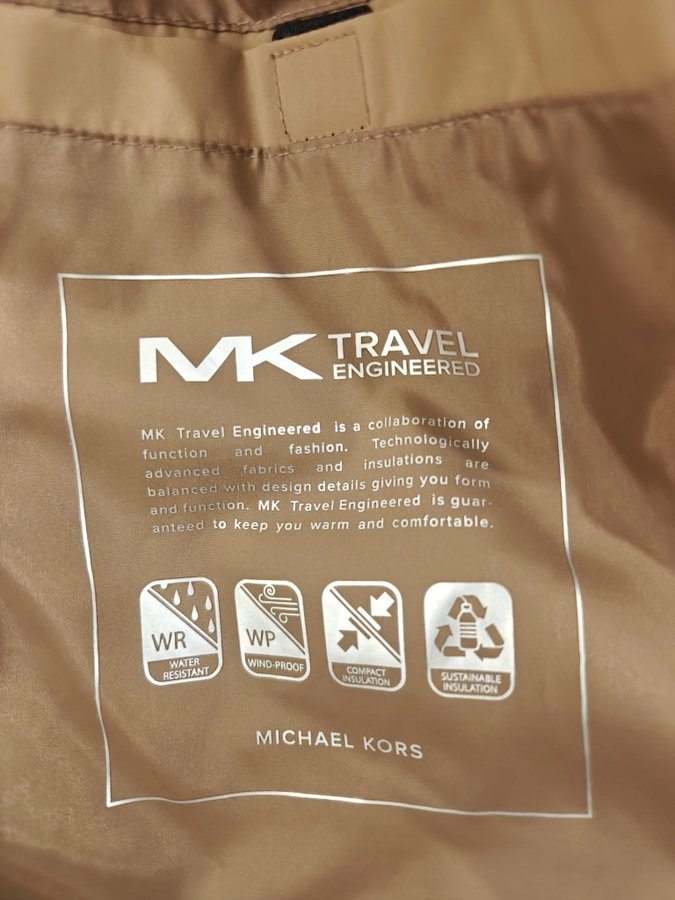 MK TRAVEL
ENGINEERED
MK Travel Engineered is a collaboration of
function and fashion. Technologically
advanced fabrics and insulations are
balanced with design details giving you form
and function. MK Travel Engineered is guar-
anteed to keep you warm and comfortable.
WR
WATER
RESISTANT
WP
WIND-PROOF
COMPACT
INSULATION
SUSTAINABLE
INSULATION
MICHAEL KORS